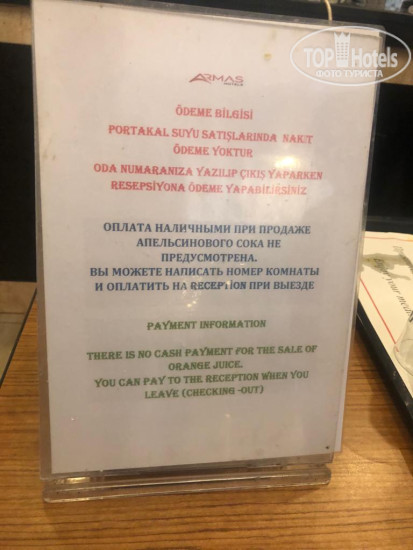 TOP Hotels
ФОТО ТУРИСТА
ARMAS
ÖDEME BİLGİSİ
PORTAKAL SUYU SATIŞLARINDA NAKİT
ÖDEME YOKTUR
ODA NUMARANIZA YAZILIP ÇIKIŞ YAPARKEN
RESEPSİYONA ÖDEME YAPABİLİRSİNİZ
ОПЛАТА НАЛИЧНЫМИ ПРИ ПРОДАЖЕ
АПЕЛЬСИНОВОГО СОКА НЕ
ПРЕДУСМОТРЕНА.
ВЫ МОЖЕТЕ НАПИСАТЬ НОМЕР КОМНАТЫ
И ОПЛАТИТЬ НА RECEPTION ПРИ ВЫЕЗДЕ
PAYMENT INFORMATION
THERE IS NO CASH PAYMENT FOR THE SALE OF
ORANGE JUICE.
YOU CAN PAY TO THE RECEPTION WHEN YOU
LEAVE (CHECKING -OUT)